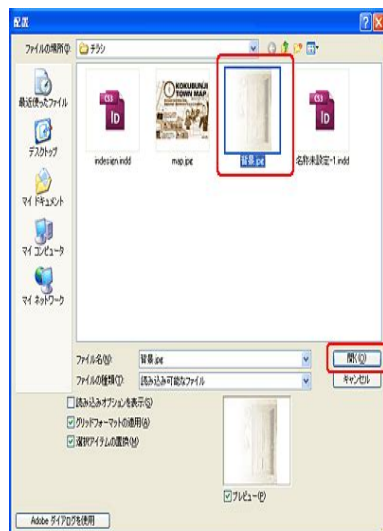 配置
ファイルの場所(I):
チラシ
最近使ったファイル
デスクトップ
マイ ドキュメント
マイ コンピュータ
マイ ネットワーク
CS3
Id
indesign.indd
KOKUBUNJI
TOWN MAP
map.jpg
背景.jpg
CS3
Id
名称未設定-1.indd
ファイル名(N):
背景.jpg
開く(O)
ファイルの種類(T):
読み込み可能なファイル
キャンセル
読み込みオプションを表示(S)
グリッドフォーマットの適用(A)
選択アイテムの置換(M)
プレビュー(P)
Adobe ダイアログを使用